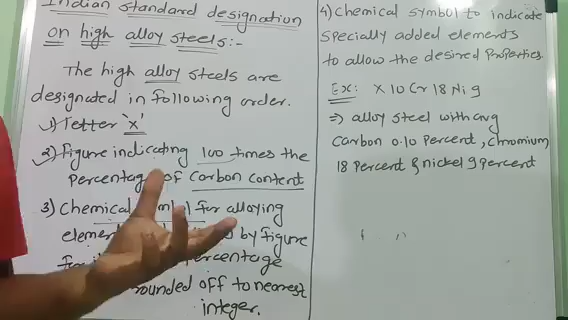 Indian standard designation
on high alloy steels:-
The high alloy steels are
designated in following order.
1) letter 'X'
2) Figure indicating 100 times the
percentage of Carbon content
3) Chemical for alloying
by figure
percentage
rounded off to nearest
integer.
4) Chemical symbol to indicate
specially added elements
to allow the desired Properties.
Ex: X 10 Cr 18 Ni 9
⇒ alloy steel with avg
Carbon 0.10 Percent, chromium
18 percent & nickel 9 percent